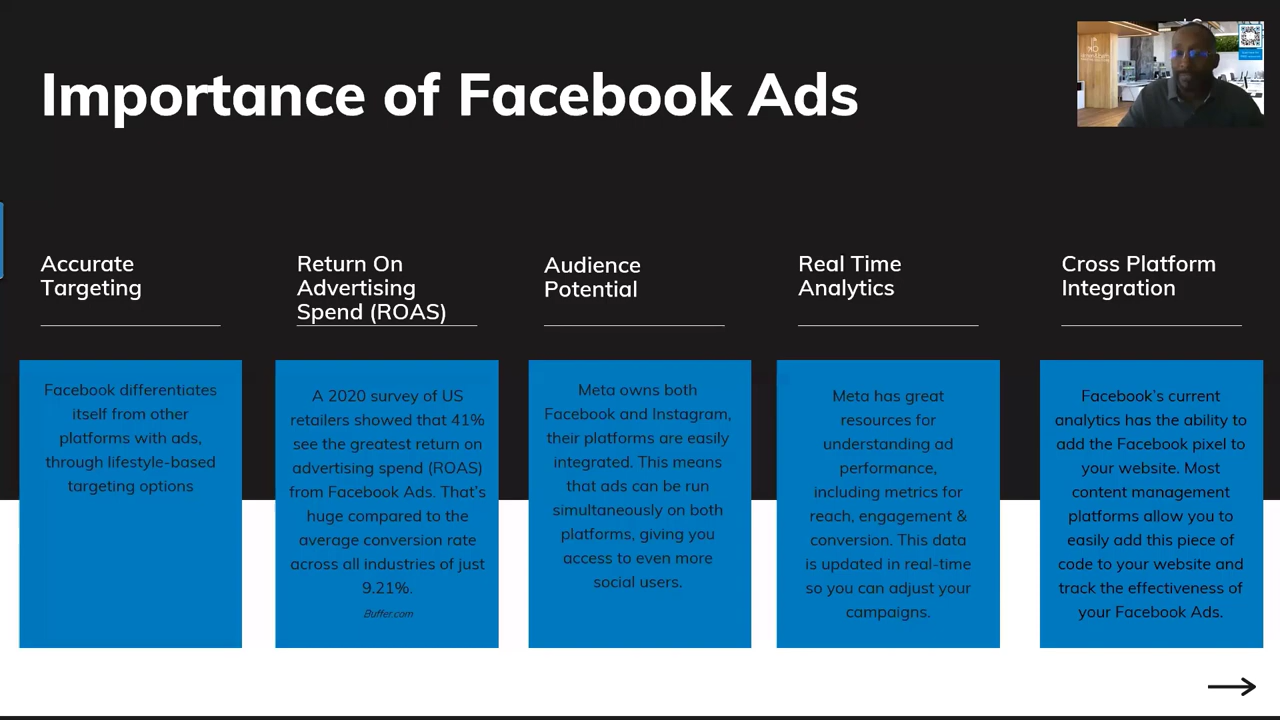 Importance of Facebook Ads
Accurate
Targeting
Facebook differentiates
itself from other
platforms with ads,
through lifestyle-based
targeting options
Return On
Advertising
Spend (ROAS)
A 2020 survey of US
retailers showed that 41%
see the greatest return on
advertising spend (ROAS)
from Facebook Ads. That's
huge compared to the
average conversion rate
across all industries of just
9.21%.
Buffer.com
Audience
Potential
Meta owns both
Facebook and Instagram,
their platforms are easily
integrated. This means
that ads can be run
simultaneously on both
platforms, giving you
access to even more
social users.
Real Time
Analytics
Meta has great
resources for
understanding ad
performance,
including metrics for
reach, engagement &
conversion. This data
is updated in real-time
so you can adjust your
campaigns.
Cross Platform
Integration
Facebook's current
analytics has the ability to
add the Facebook pixel to
your website. Most
content management
platforms allow you to
easily add this piece of
code to your website and
track the effectiveness of
your Facebook Ads.